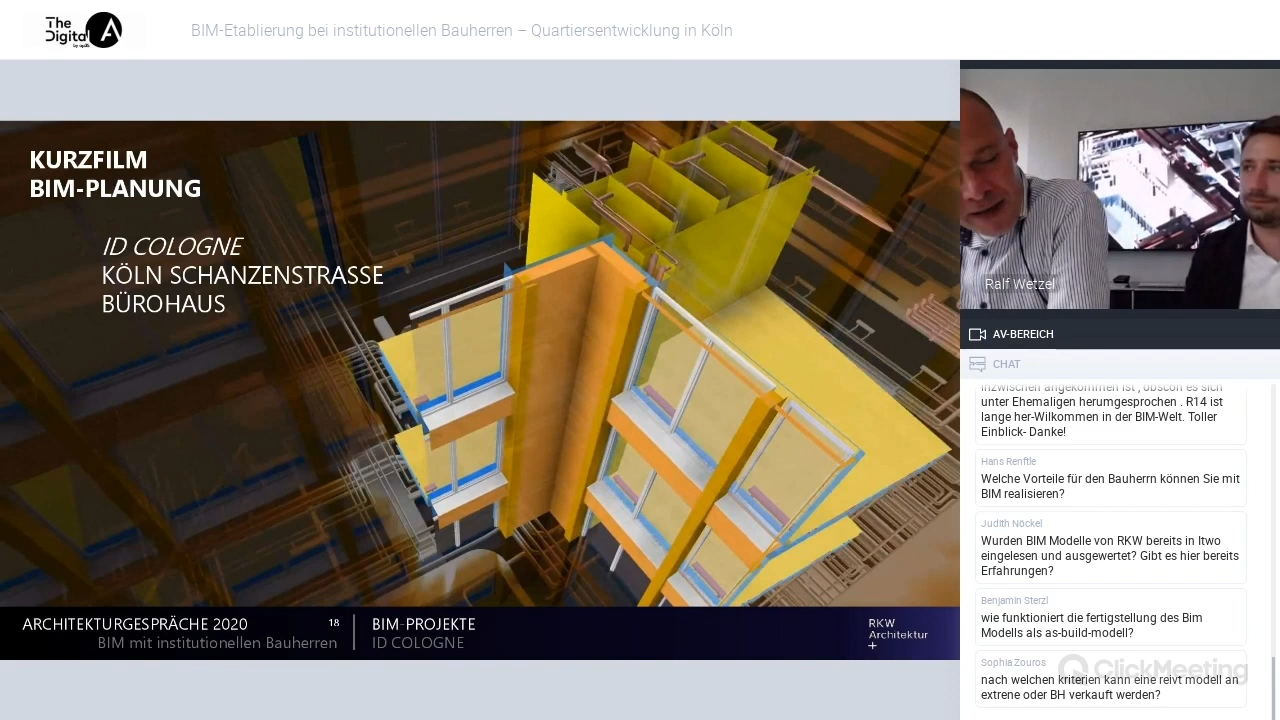 The
Digital
by ap35
BIM-Etablierung bei institutionellen Bauherren – Quartiersentwicklung in Köln
KURZFILM
BIM-PLANUNG
ID COLOGNE
KÖLN SCHANZENSTRASSE
BÜROHAUS
ARCHITEKTURGESPRÄCHE 2020
BIM mit institutionellen Bauherren
18
BIM-PROJEKTE
ID COLOGNE
RKW
Architektur
+
Ralf Wetzel
AV-BEREICH
CHAT
inzwischen angekommen ist , obschon es sich
unter Ehemaligen herumgesprochen . R14 ist
lange her-Wilkommen in der BIM-Welt. Toller
Einblick- Danke!
Hans Renftle
Welche Vorteile für den Bauherrn können Sie mit
BIM realisieren?
Judith Nöckel
Wurden BIM Modelle von RKW bereits in Itwo
eingelesen und ausgewertet? Gibt es hier bereits
Erfahrungen?
Benjamin Sterzl
wie funktioniert die fertigstellung des Bim
Modells als as-build-modell?
Sophia Zouros
nach welchen kriterien kann eine reivt modell an
extrene oder BH verkauft werden?
ClickMeeting